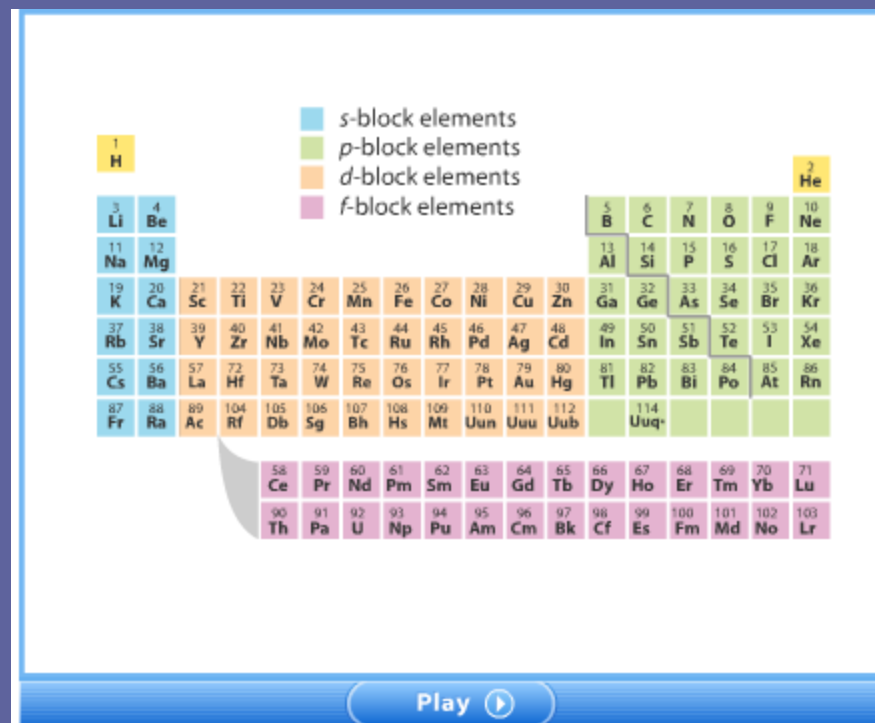 s-block elements
p-block elements
d-block elements
f-block elements
1
H
2
He
3 4 5 6 7 8 9 10
Li Be B C N O F Ne
11 12 13 14 15 16 17 18
Na Mg Al Si P S Cl Ar
19 20 21 22 23 24 25 26 27 28 29 30 31 32 33 34 35 36
K Ca Sc Ti V Cr Mn Fe Co Ni Cu Zn Ga Ge As Se Br Kr
37 38 39 40 41 42 43 44 45 46 47 48 49 50 51 52 53 54
Rb Sr Y Zr Nb Mo Tc Ru Rh Pd Ag Cd In Sn Sb Te I Xe
55 56 57 72 73 74 75 76 77 78 79 80 81 82 83 84 85 86
Cs Ba La Hf Ta W Re Os Ir Pt Au Hg Tl Pb Bi Po At Rn
87 88 89 104 105 106 107 108 109 110 111 112 114
Fr Ra Ac Rf Db Sg Bh Hs Mt Uun Uuu Uub Uuq·
58 59 60 61 62 63 64 65 66 67 68 69 70 71
Ce Pr Nd Pm Sm Eu Gd Tb Dy Ho Er Tm Yb Lu
90 91 92 93 94 95 96 97 98 99 100 101 102 103
Th Pa U Np Pu Am Cm Bk Cf Es Fm Md No Lr
Play